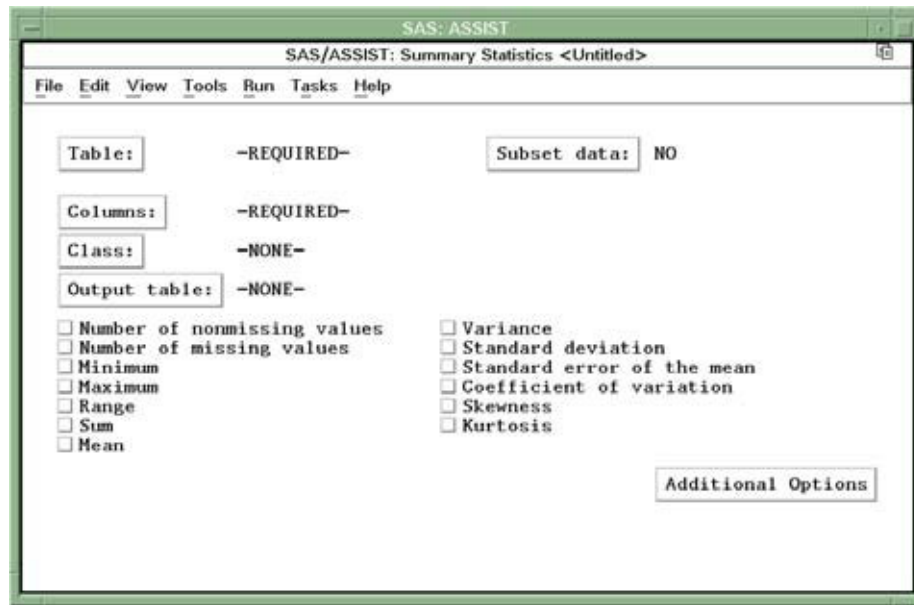 SAS: ASSIST
SAS/ASSIST: Summary Statistics <Untitled>
File Edit View Tools Run Tasks Help
Table: -REQUIRED- Subset data: NO
Columns: -REQUIRED-
Class: -NONE-
Output table: -NONE-
Number of nonmissing values Variance
Number of missing values Standard deviation
Minimum Standard error of the mean
Maximum Coefficient of variation
Range Skewness
Sum Kurtosis
Mean
Additional Options